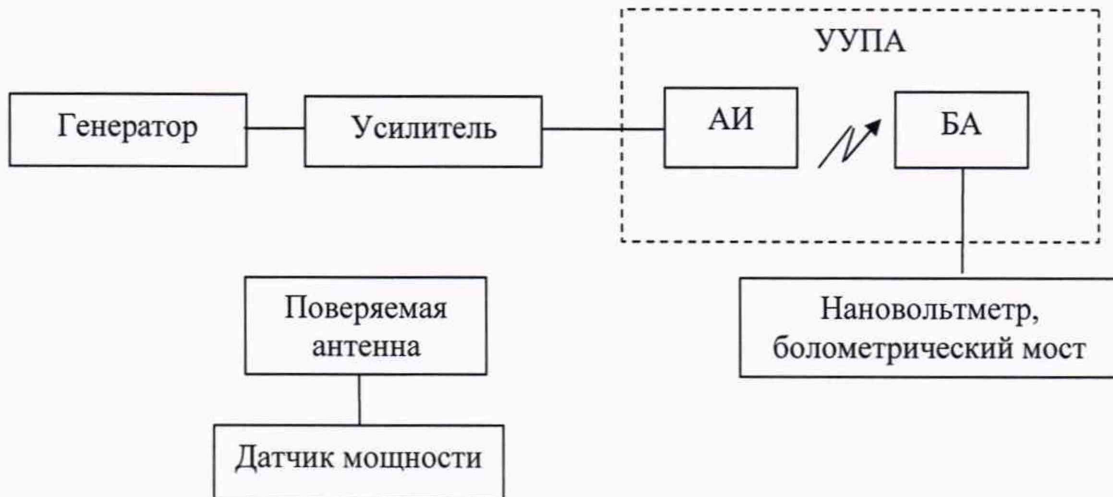 УУПА
Генератор
Усилитель
АИ
БА
Поверяемая
антенна
Нановольтметр,
болометрический мост
Датчик мощности